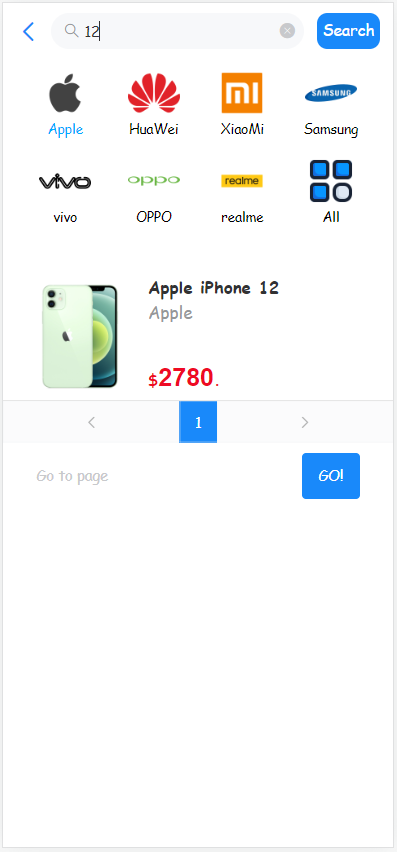 12
Search
Apple
HuaWei
XiaoMi
Samsung
SAMSUNG
mi
vivo
oppo
realme
vivo
OPPO
realme
All
Apple iPhone 12
Apple
$2780.
1
Go to page
GO!